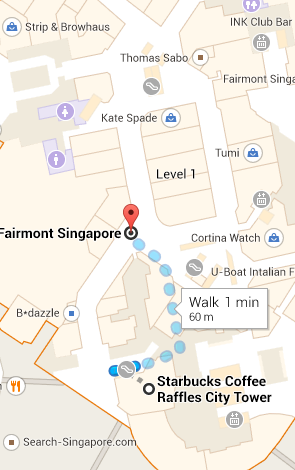 INK Club Bar
Strip & Browhaus
Thomas Sabo
Fairmont Singa
Kate Spade
Tumi
Level 1
Fairmont Singapore
Cortina Watch
U-Boat Intalian F
Walk 1 min
60 m
B*dazzle
Starbucks Coffee
Raffles City Tower
Search-Singapore.com